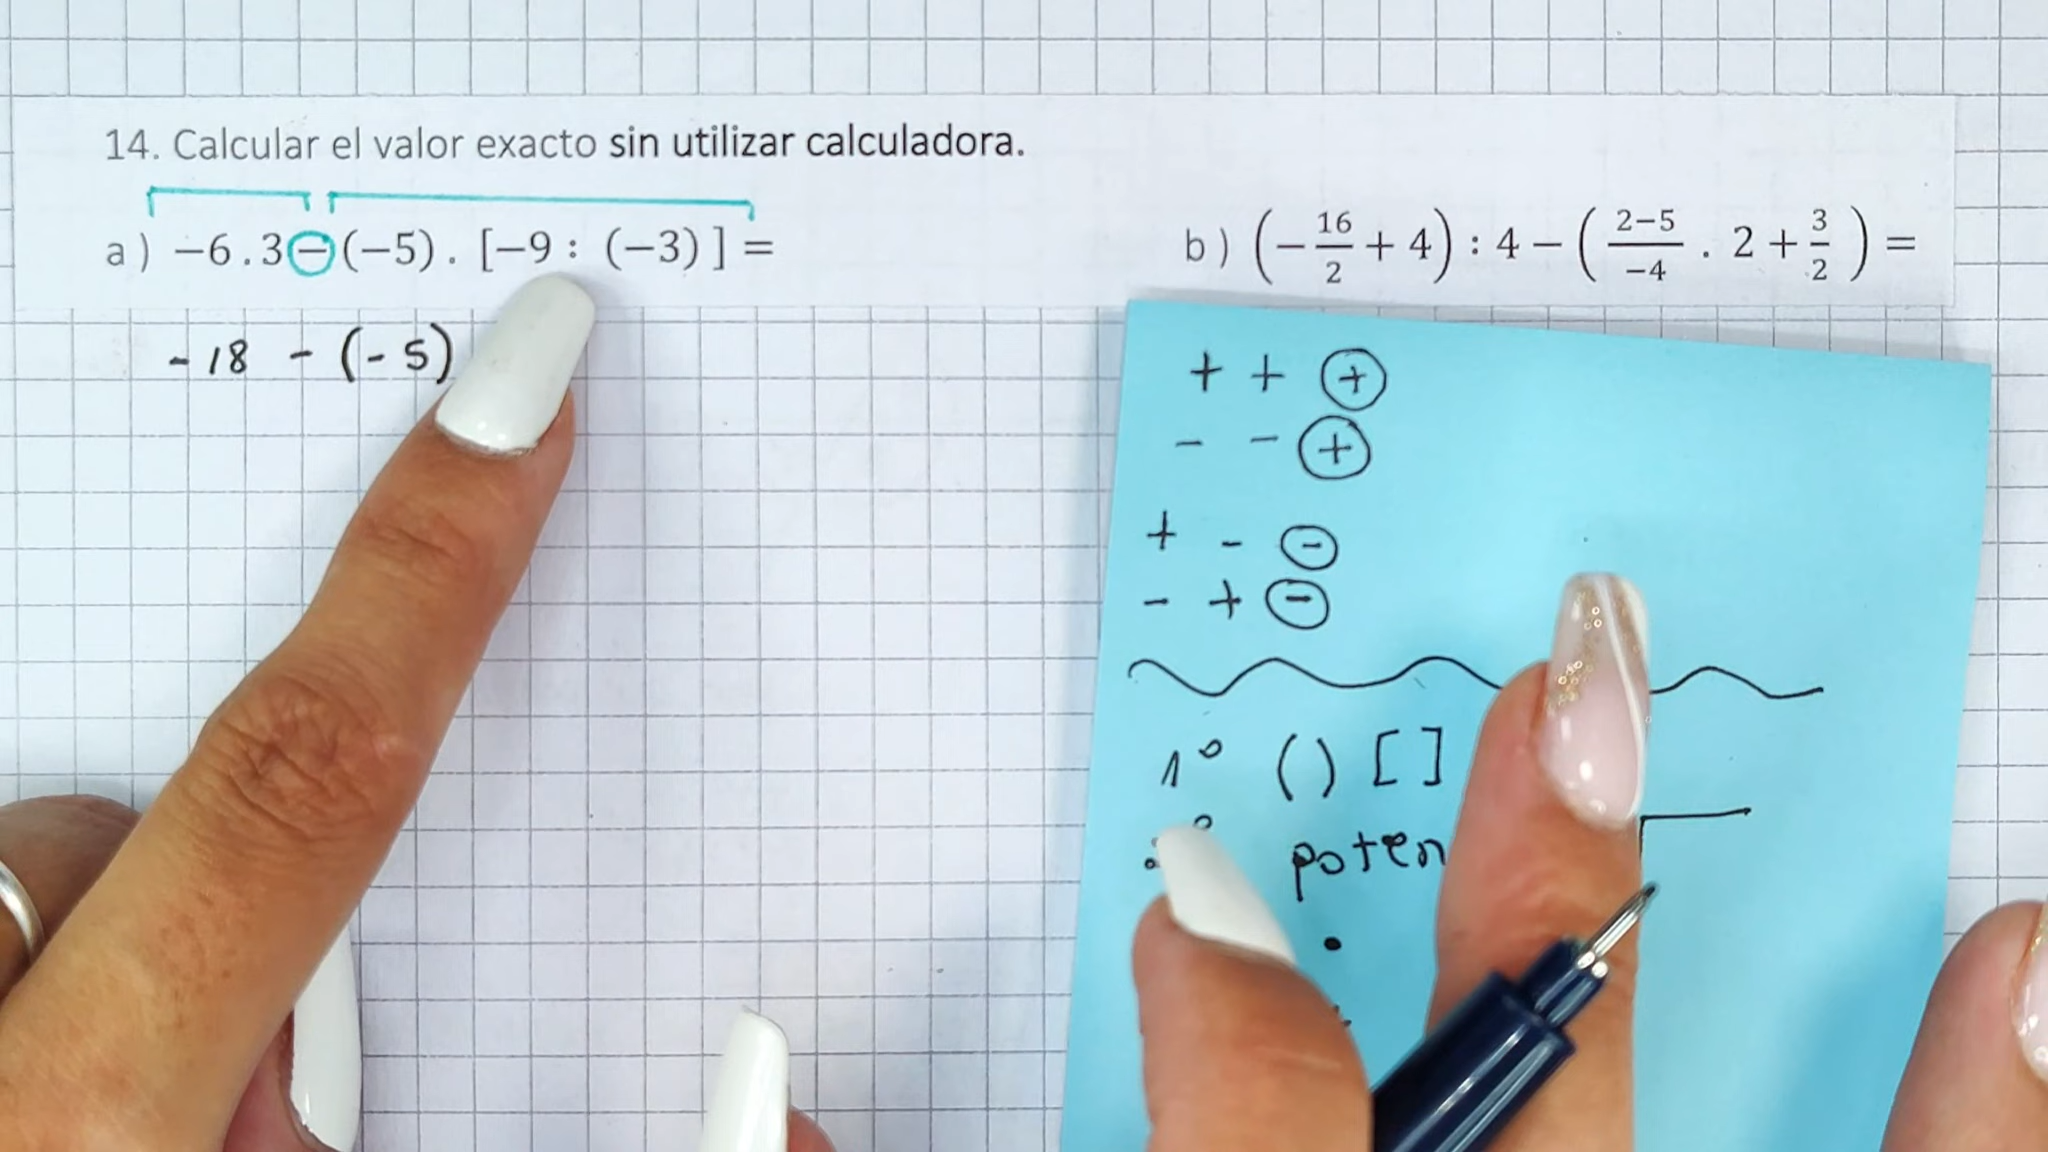 14. Calcular el valor exacto sin utilizar calculadora.
a) −6.3−(−5). [−9 : (−3) ] =
b) (−16/2 + 4) : 4 − (2−5/−4 . 2 + 3/2) =
- 18 - (- 5)
+ + +
- - +
+ - -
- + -
1° () []
poten
•